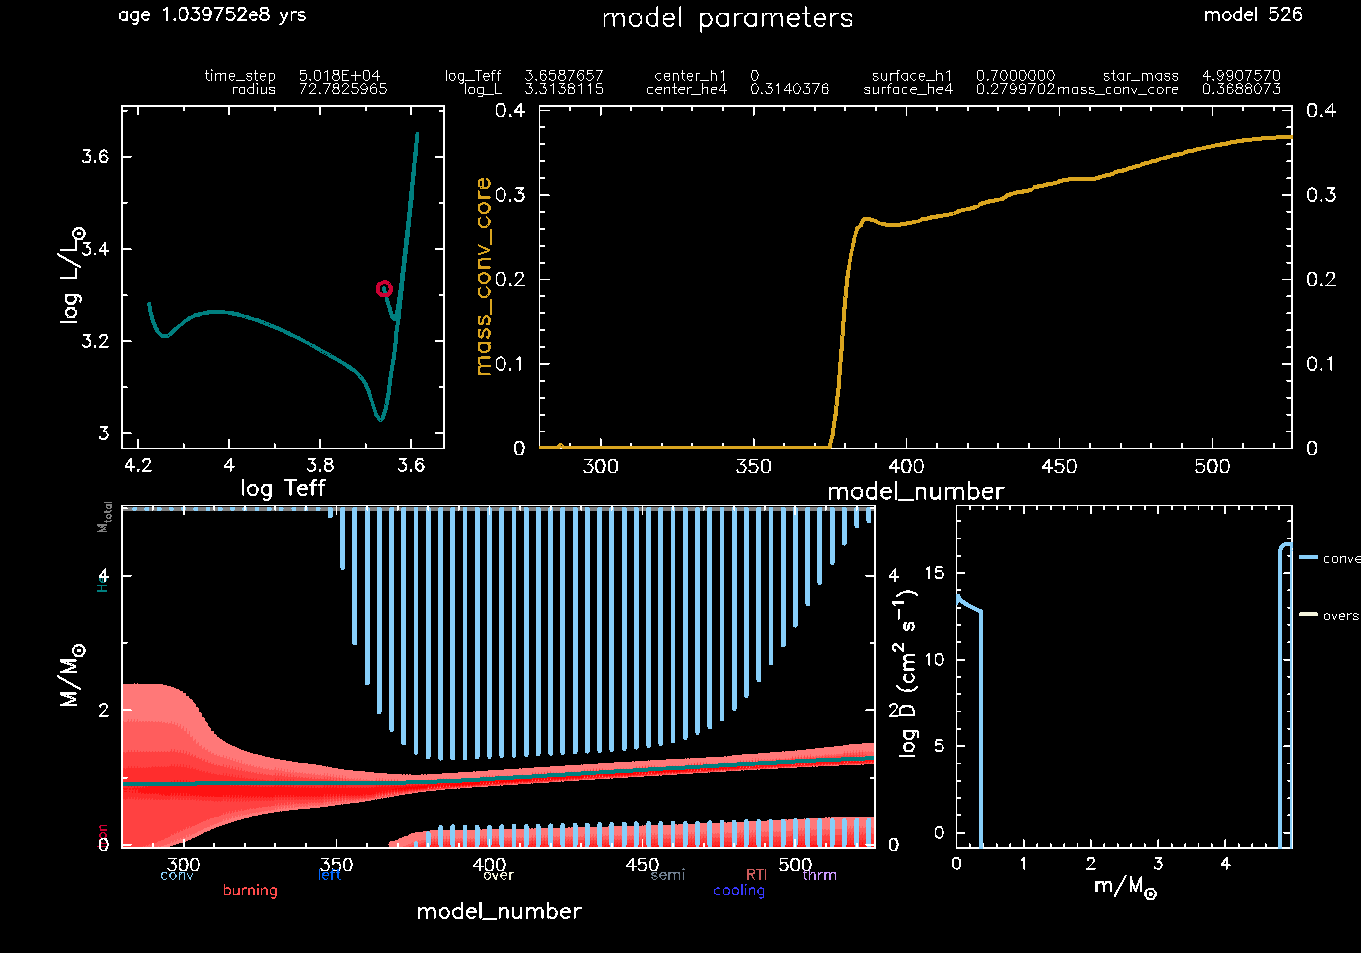 age 1.039752e8 yrs model parameters model 526
time_step 5.018E+04 log_Teff 3.6587657 center_h1 0 surface_h1 0.7000000 star_mass 4.9907570
radius 72.7825965 log_L 3.3138115 center_he4 0.3140376 surface_he4 0.2799702 mass_conv_core 0.3688073
log L/L⊙
3.6
3.4
3.2
3
4.2 4 3.8 3.6
log Teff
mass_conv_core
0.4 0.4
0.3 0.3
0.2 0.2
0.1 0.1
0 0
300 350 400 450 500
model_number
M/M⊙
Mtotal
He
4 4
2 2
0 0
300 350 400 450 500
conv left over semi RTI thrm
burning cooling
model_number
log D (cm² s⁻¹)
15
10
5
0
0 1 2 3 4
m/M⊙
conve
overs